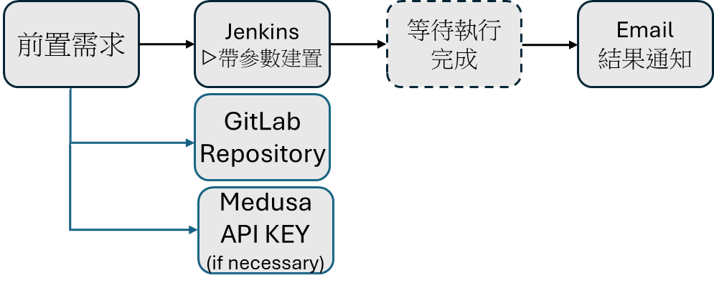 前置需求
Jenkins
▷帶參數建置
等待執行
完成
Email
結果通知
GitLab
Repository
Medusa
API KEY
(if necessary)